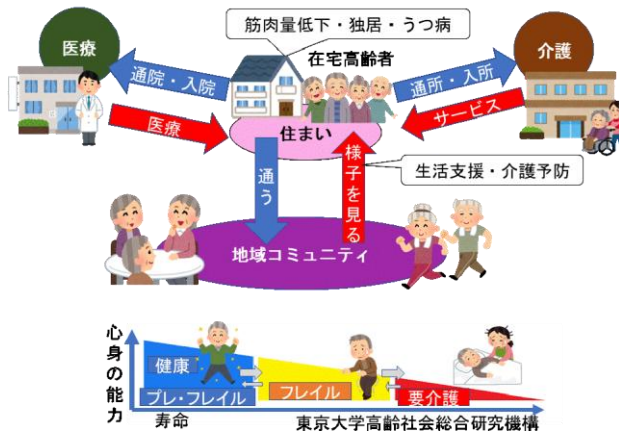 筋肉量低下・独居・うつ病
医療
在宅高齢者
介護
通院・入院
通所・入所
医療
サービス
住まい
通う
様子を見る
生活支援・介護予防
地域コミュニティ
心身の能力
健康
プレ・フレイル
フレイル
要介護
寿命
東京大学高齢社会総合研究機構